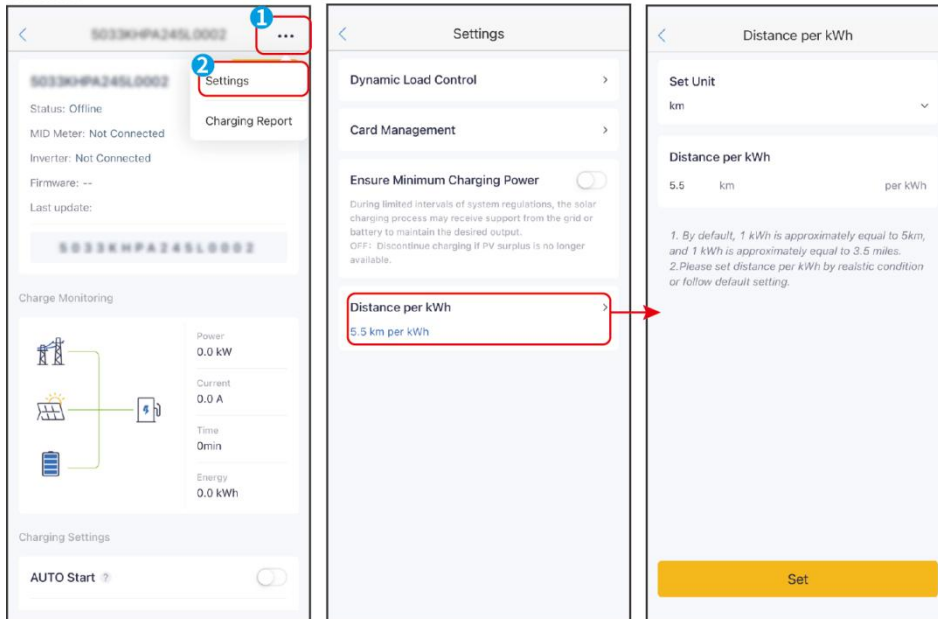 1
5033KHPA245L0002
...
2
5033KHPA245L0002
Settings
Status: Offline
Charging Report
MID Meter: Not Connected
Inverter: Not Connected
Firmware: --
Last update:
5033KHPA245L0002
Charge Monitoring
Power
0.0 kW
Current
0.0 A
Time
0min
Energy
0.0 kWh
Charging Settings
AUTO Start ?
Settings
Dynamic Load Control
Card Management
Ensure Minimum Charging Power
During limited intervals of system regulations, the solar
charging process may receive support from the grid or
battery to maintain the desired output.
OFF: Discontinue charging if PV surplus is no longer
available.
Distance per kWh
5.5 km per kWh
Distance per kWh
Set Unit
km
Distance per kWh
5.5 km per kWh
1. By default, 1 kWh is approximately equal to 5km,
and 1 kWh is approximately equal to 3.5 miles.
2.Please set distance per kWh by realstic condition
or follow default setting.
Set